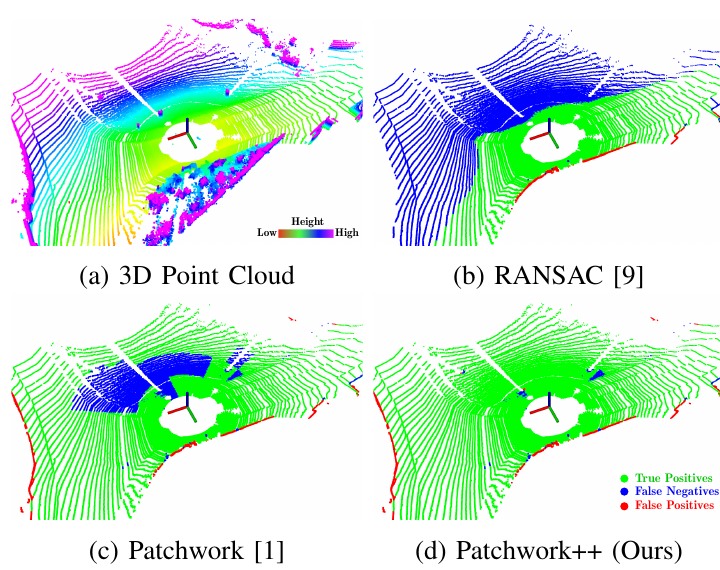 Height
Low High
(a) 3D Point Cloud
(b) RANSAC [9]
True Positives
False Negatives
False Positives
(c) Patchwork [1]
(d) Patchwork++ (Ours)